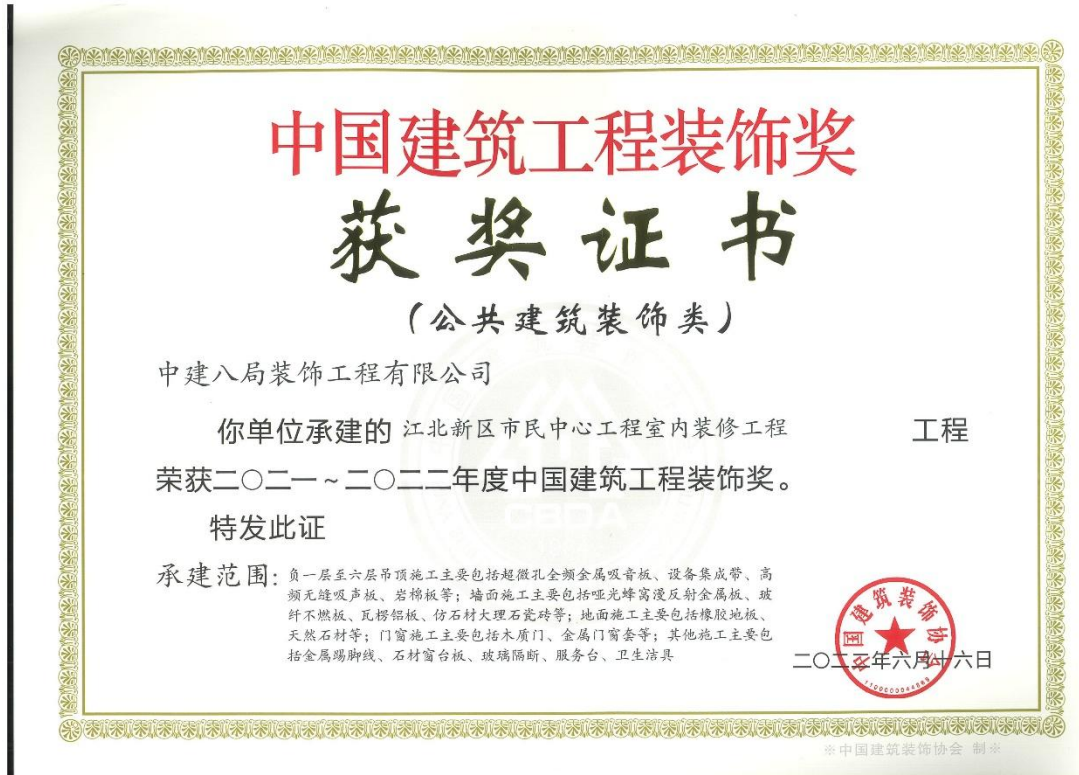 中国建筑工程装饰奖
获奖证书
（公共建筑装饰类）
中建八局装饰工程有限公司
你单位承建的 江北新区市民中心工程室内装修工程 工程
荣获二〇二一～二〇二二年度中国建筑工程装饰奖。
特发此证
承建范围：负一层至六层吊顶施工主要包括超微孔全频金属吸音板、设备集成带、高
频无缝吸声板、岩棉板等；墙面施工主要包括哑光蜂窝漫反射金属板、玻
纤不燃板、瓦楞铝板、仿石材大理石瓷砖等；地面施工主要包括橡胶地板、
天然石材等；门窗施工主要包括木质门、金属门窗套等；其他施工主要包
括金属踢脚线、石材窗台板、玻璃隔断、服务台、卫生洁具
中国建筑装饰协会
二〇二三年六月十六日
CBDA
※中国建筑装饰协会 制※